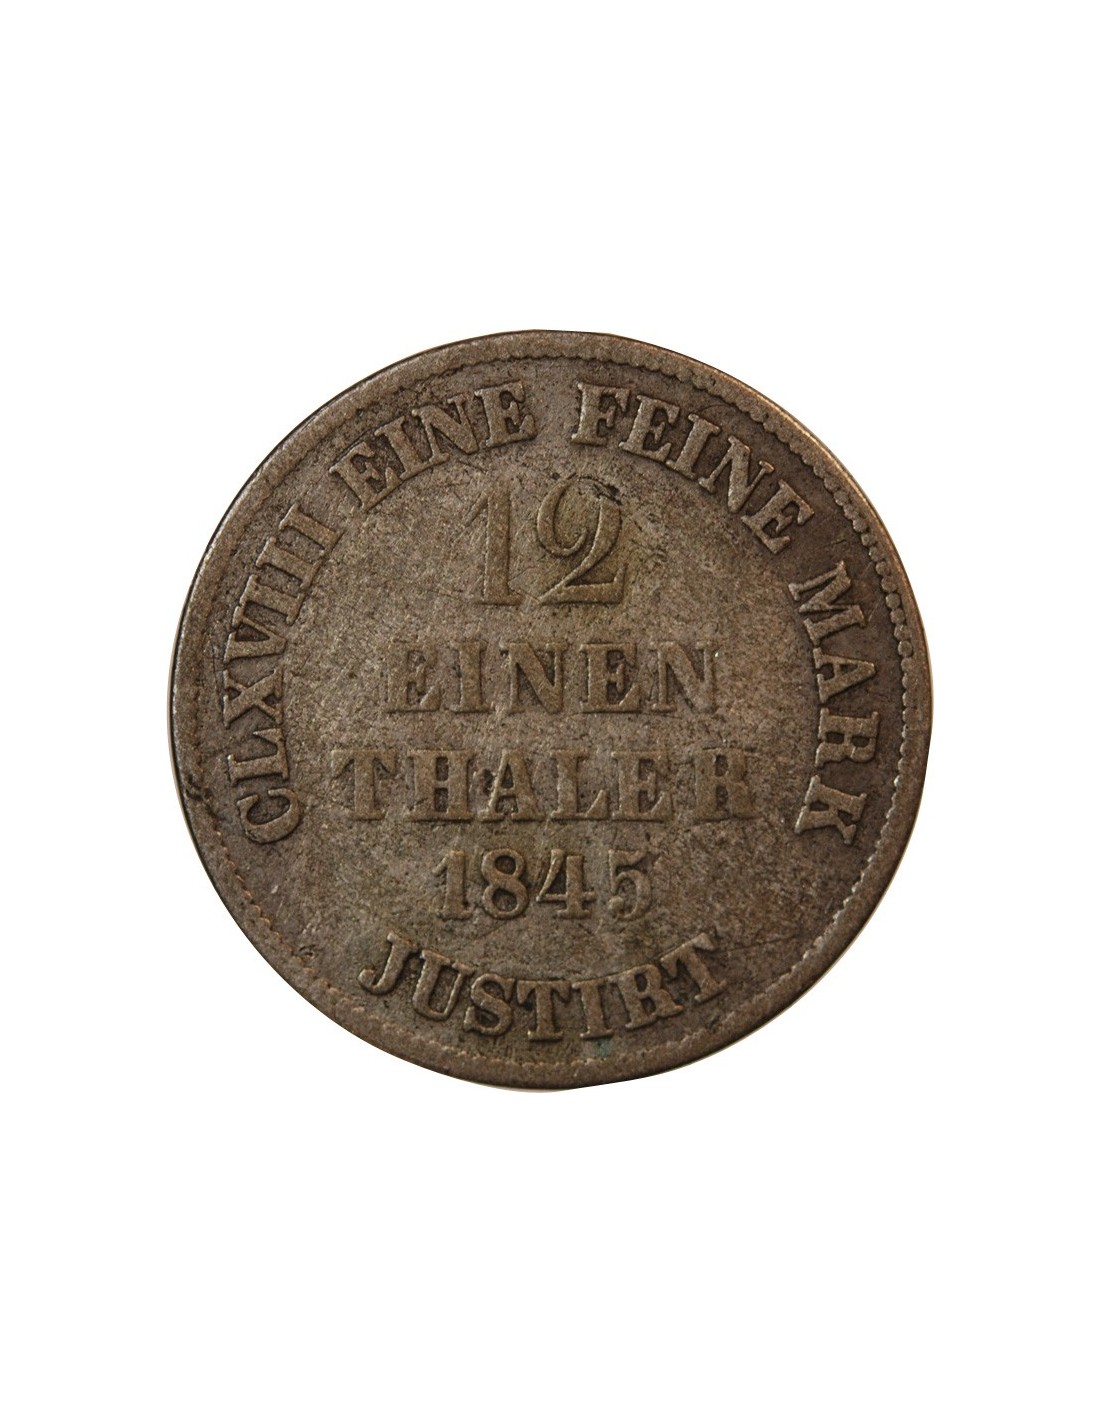 CLXVIII EINE FEINE MARK
12
EINEN
THALER
1845
JUSTIRT